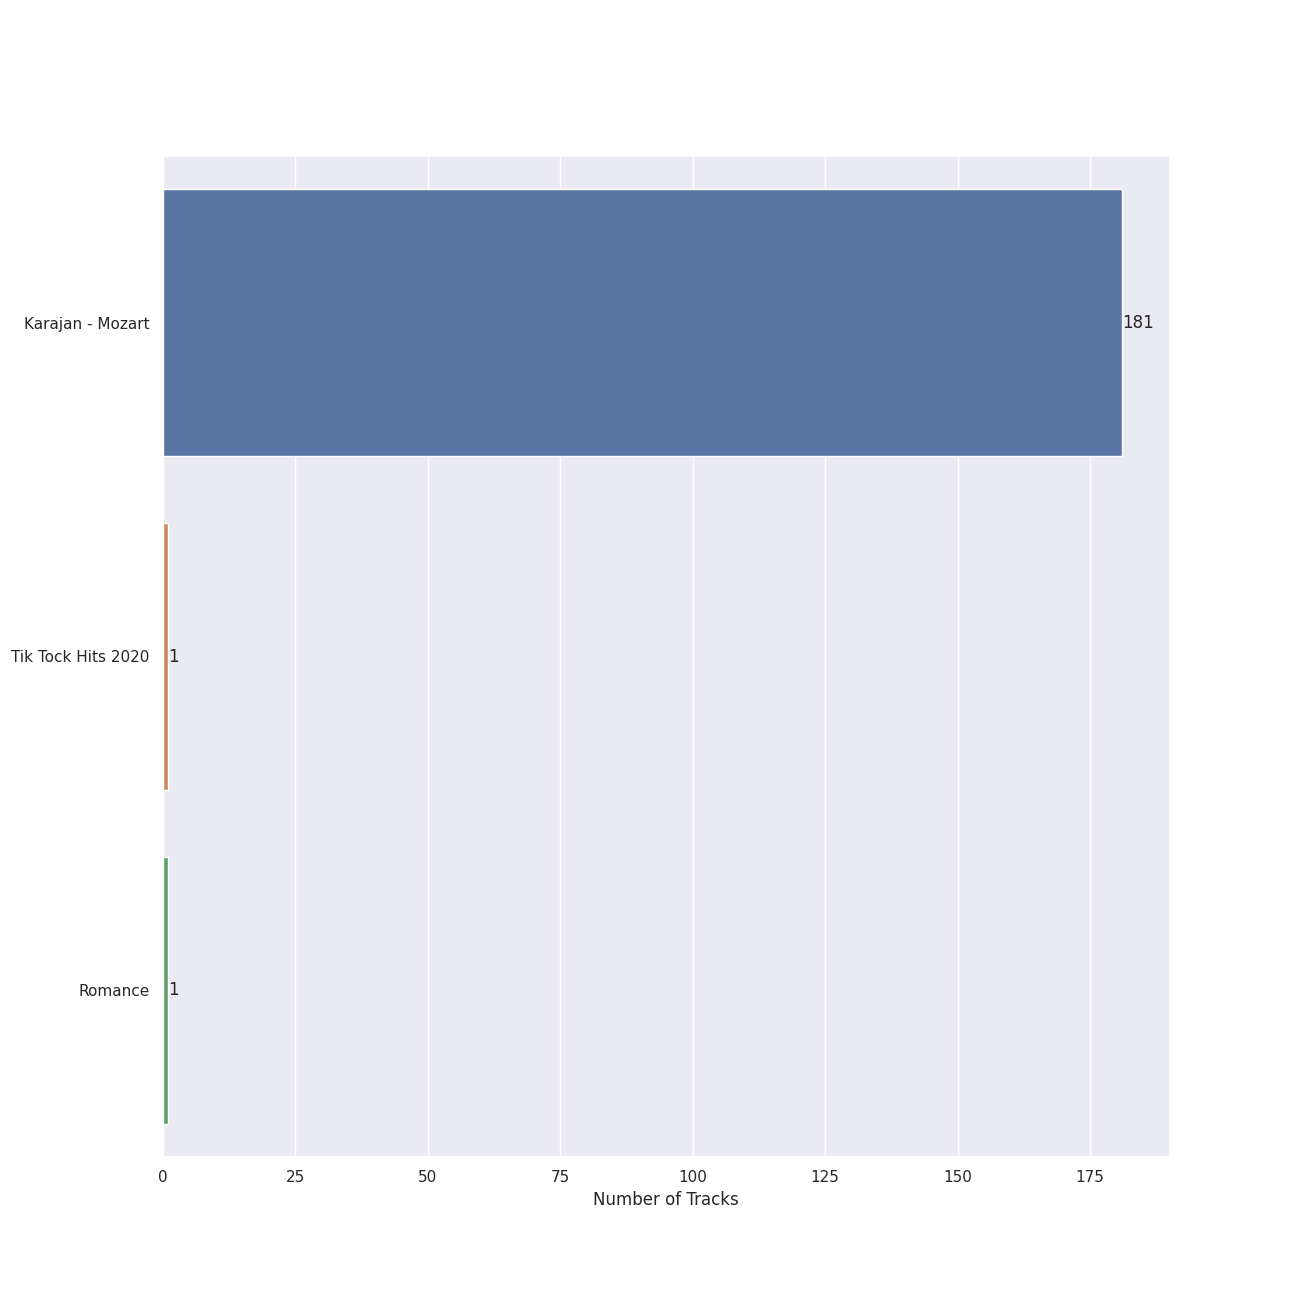 Karajan - Mozart
181
Tik Tock Hits 2020
1
Romance
1
0 25 50 75 100 125 150 175
Number of Tracks